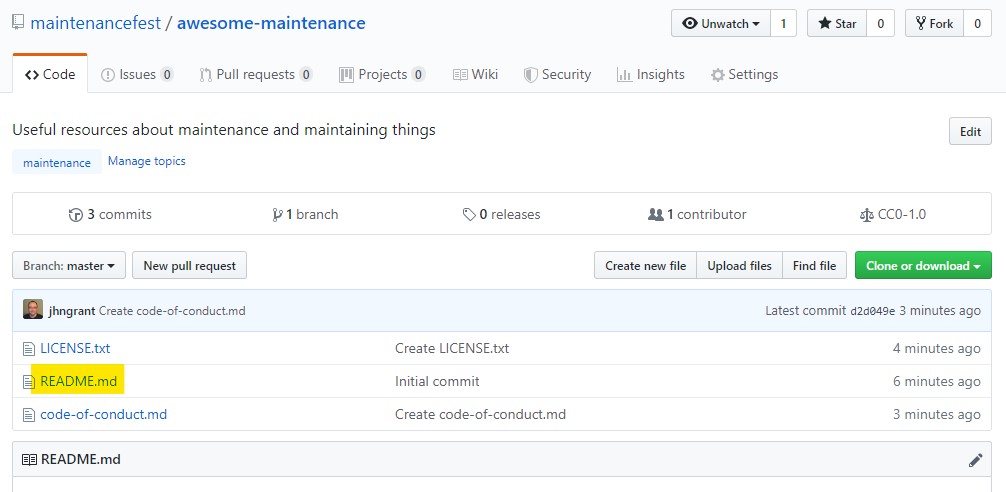 maintenancefest / awesome-maintenance Unwatch 1 Star 0 Fork 0
Code Issues 0 Pull requests 0 Projects 0 Wiki Security Insights Settings
Useful resources about maintenance and maintaining things Edit
maintenance Manage topics
3 commits 1 branch 0 releases 1 contributor CC0-1.0
Branch: master New pull request Create new file Upload files Find file Clone or download
jhngrant Create code-of-conduct.md Latest commit d2d049e 3 minutes ago
LICENSE.txt Create LICENSE.txt 4 minutes ago
README.md Initial commit 6 minutes ago
code-of-conduct.md Create code-of-conduct.md 3 minutes ago
README.md